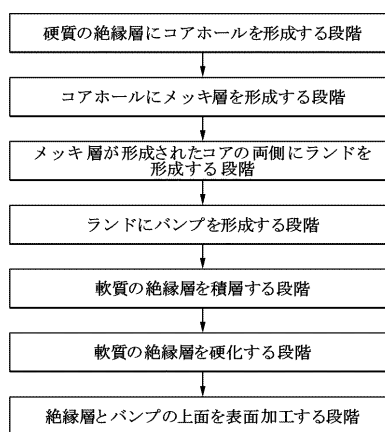 硬質の絶縁層にコアホールを形成する段階
コアホールにメッキ層を形成する段階
メッキ層が形成されたコアの両側にランドを
形成する段階
ランドにバンプを形成する段階
軟質の絶縁層を積層する段階
軟質の絶縁層を硬化する段階
絶縁層とバンプの上面を表面加工する段階